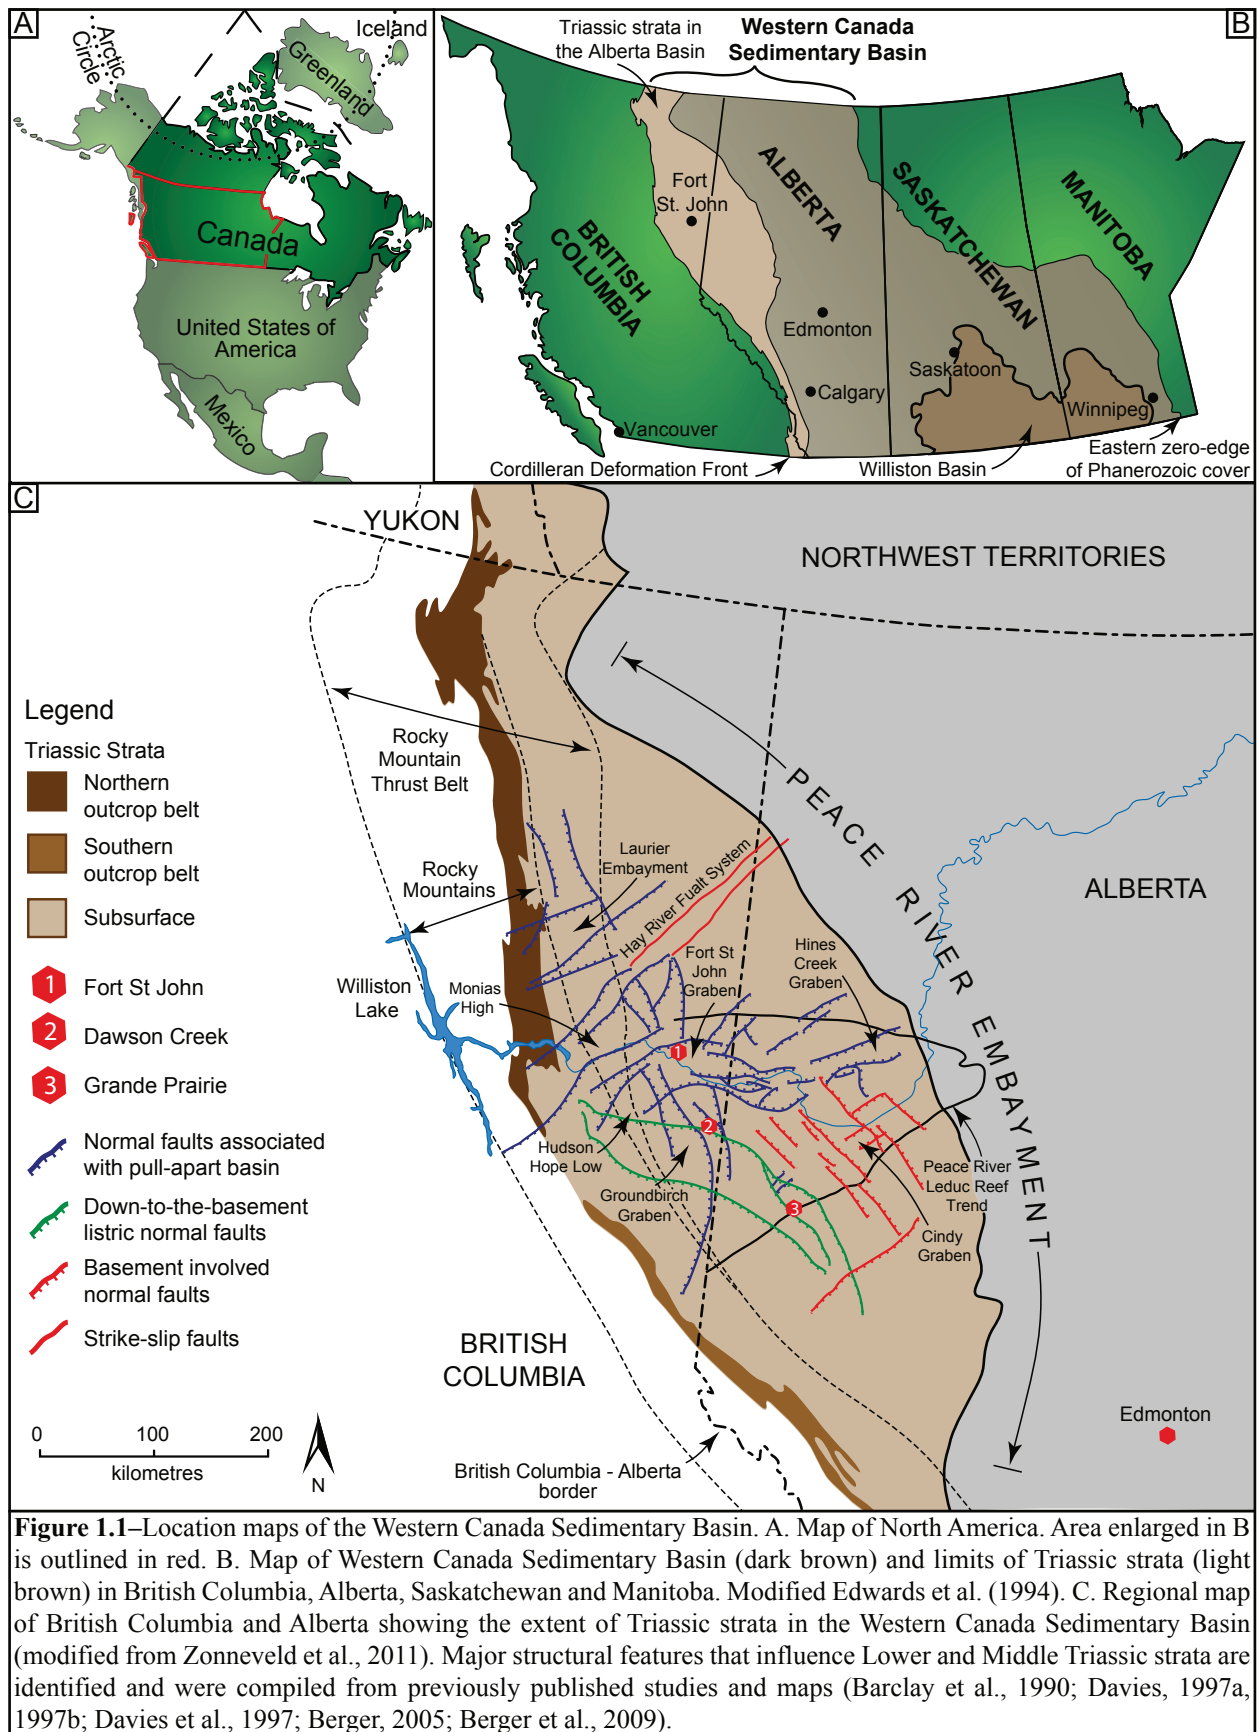 A
Arctic
Circle
Iceland
Greenland
Canada
United States of
America
Mexico
B
Triassic strata in
the Alberta Basin
Western Canada
Sedimentary Basin
BRITISH
COLUMBIA
ALBERTA
SASKATCHEWAN
MANITOBA
Fort
St. John
Edmonton
Calgary
Saskatoon
Winnipeg
Vancouver
Cordilleran Deformation Front
Williston Basin
Eastern zero-edge
of Phanerozoic cover
C
YUKON
NORTHWEST TERRITORIES
ALBERTA
BRITISH
COLUMBIA
PEACE RIVER EMBAYMENT
Rocky
Mountain
Thrust Belt
Rocky
Mountains
Laurier
Embayment
Hay River Fualt System
Williston
Lake
Monias
High
Fort St
John
Graben
Hines
Creek
Graben
1
2
3
Hudson
Hope Low
Groundbirch
Graben
Peace River
Leduc Reef
Trend
Cindy
Graben
Edmonton
British Columbia - Alberta
border
Legend
Triassic Strata
Northern
outcrop belt
Southern
outcrop belt
Subsurface
1 Fort St John
2 Dawson Creek
3 Grande Prairie
Normal faults associated
with pull-apart basin
Down-to-the-basement
listric normal faults
Basement involved
normal faults
Strike-slip faults
0 100 200
kilometres
N
Figure 1.1–Location maps of the Western Canada Sedimentary Basin. A. Map of North America. Area enlarged in B
is outlined in red. B. Map of Western Canada Sedimentary Basin (dark brown) and limits of Triassic strata (light
brown) in British Columbia, Alberta, Saskatchewan and Manitoba. Modified Edwards et al. (1994). C. Regional map
of British Columbia and Alberta showing the extent of Triassic strata in the Western Canada Sedimentary Basin
(modified from Zonneveld et al., 2011). Major structural features that influence Lower and Middle Triassic strata are
identified and were compiled from previously published studies and maps (Barclay et al., 1990; Davies, 1997a,
1997b; Davies et al., 1997; Berger, 2005; Berger et al., 2009).